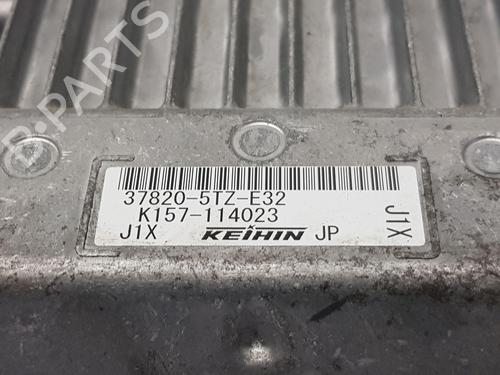 B-PARTS
37820-5TZ-E32
K157-114023
J1X KEIHIN JP
J1X